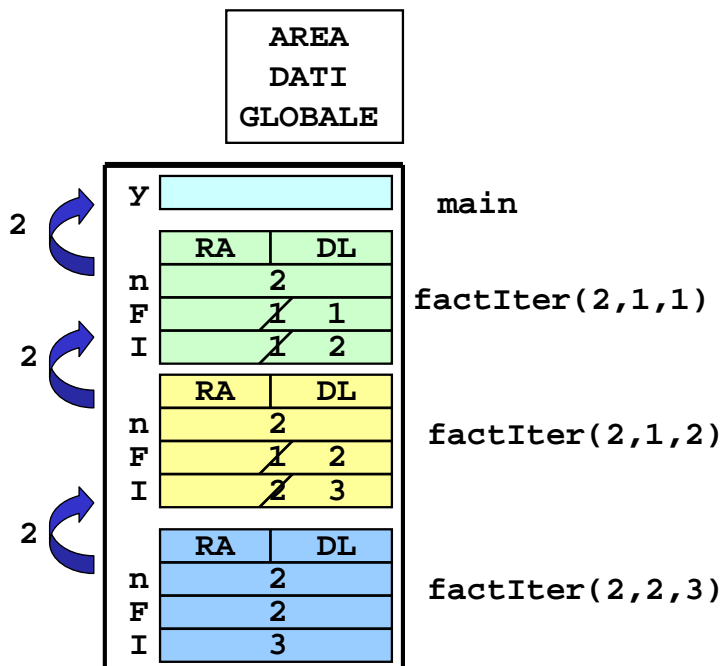 AREA
DATI
GLOBALE
y
main
2
RA DL
n 2
F 1 1
I 1 2
factIter(2,1,1)
2
RA DL
n 2
F 1 2
I 2 3
factIter(2,1,2)
2
RA DL
n 2
F 2
I 3
factIter(2,2,3)